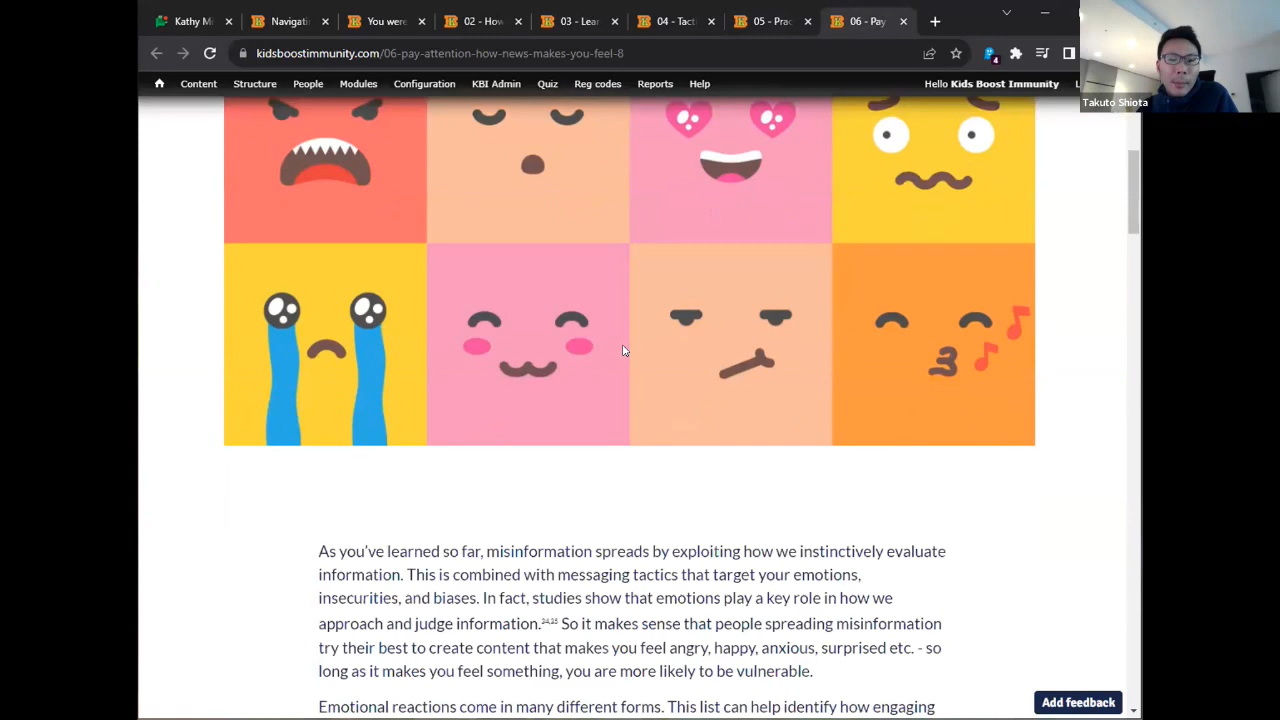 Kathy M
Navigati
You were
02 - How
03 - Lear
04 - Tacti
05 - Prac
06 - Pay
kidsboostimmunity.com/06-pay-attention-how-news-makes-you-feel-8
4
Content Structure People Modules Configuration KBI Admin Quiz Reg codes Reports Help Hello Kids Boost Immunity L
Takuto Shiota
As you've learned so far, misinformation spreads by exploiting how we instinctively evaluate
information. This is combined with messaging tactics that target your emotions,
insecurities, and biases. In fact, studies show that emotions play a key role in how we
approach and judge information.24,25 So it makes sense that people spreading misinformation
try their best to create content that makes you feel angry, happy, anxious, surprised etc. - so
long as it makes you feel something, you are more likely to be vulnerable.
Emotional reactions come in many different forms. This list can help identify how engaging
Add feedback